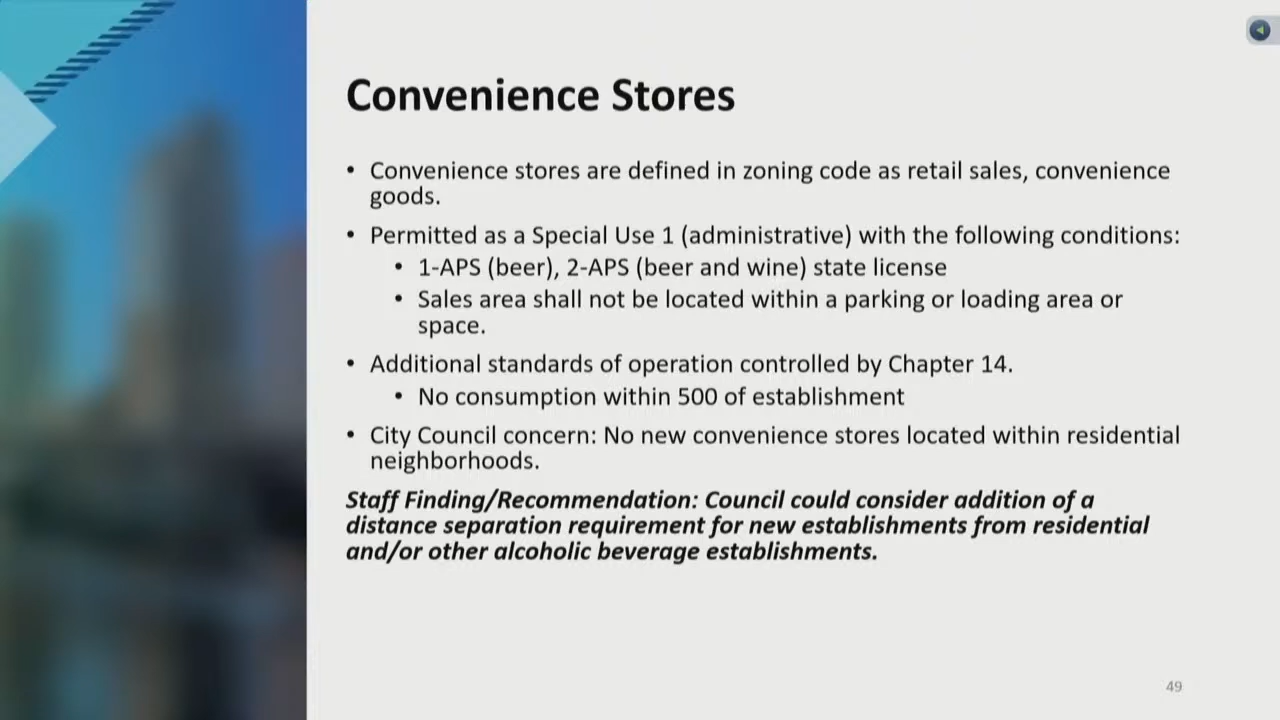 Convenience Stores
• Convenience stores are defined in zoning code as retail sales, convenience
goods.
• Permitted as a Special Use 1 (administrative) with the following conditions:
• 1-APS (beer), 2-APS (beer and wine) state license
• Sales area shall not be located within a parking or loading area or
space.
• Additional standards of operation controlled by Chapter 14.
• No consumption within 500 of establishment
• City Council concern: No new convenience stores located within residential
neighborhoods.
Staff Finding/Recommendation: Council could consider addition of a
distance separation requirement for new establishments from residential
and/or other alcoholic beverage establishments.
49